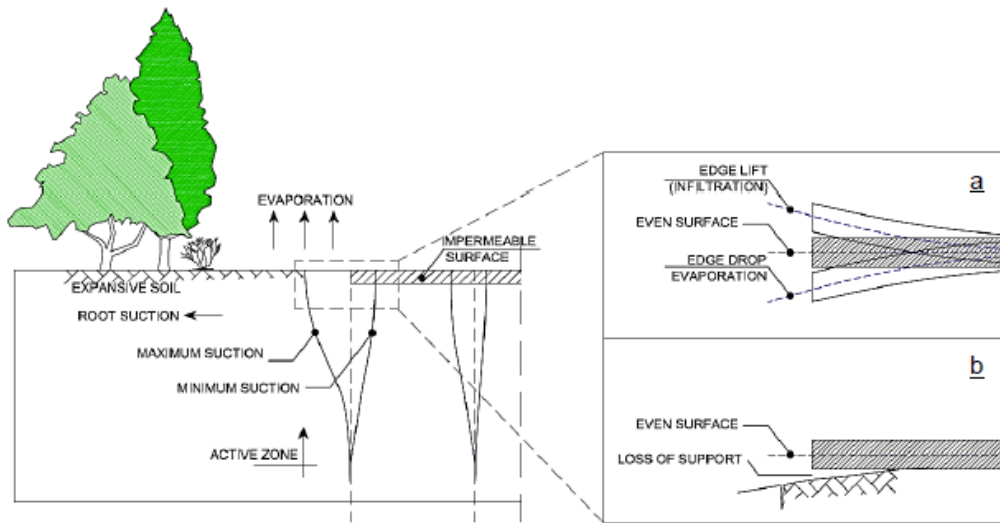 EVAPORATION
IMPERMEABLE
SURFACE
EXPANSIVE SOIL
ROOT SUCTION
MAXIMUM SUCTION
MINIMUM SUCTION
ACTIVE ZONE
a
EDGE LIFT
(INFILTRATION)
EVEN SURFACE
EDGE DROP
EVAPORATION
b
EVEN SURFACE
LOSS OF SUPPORT